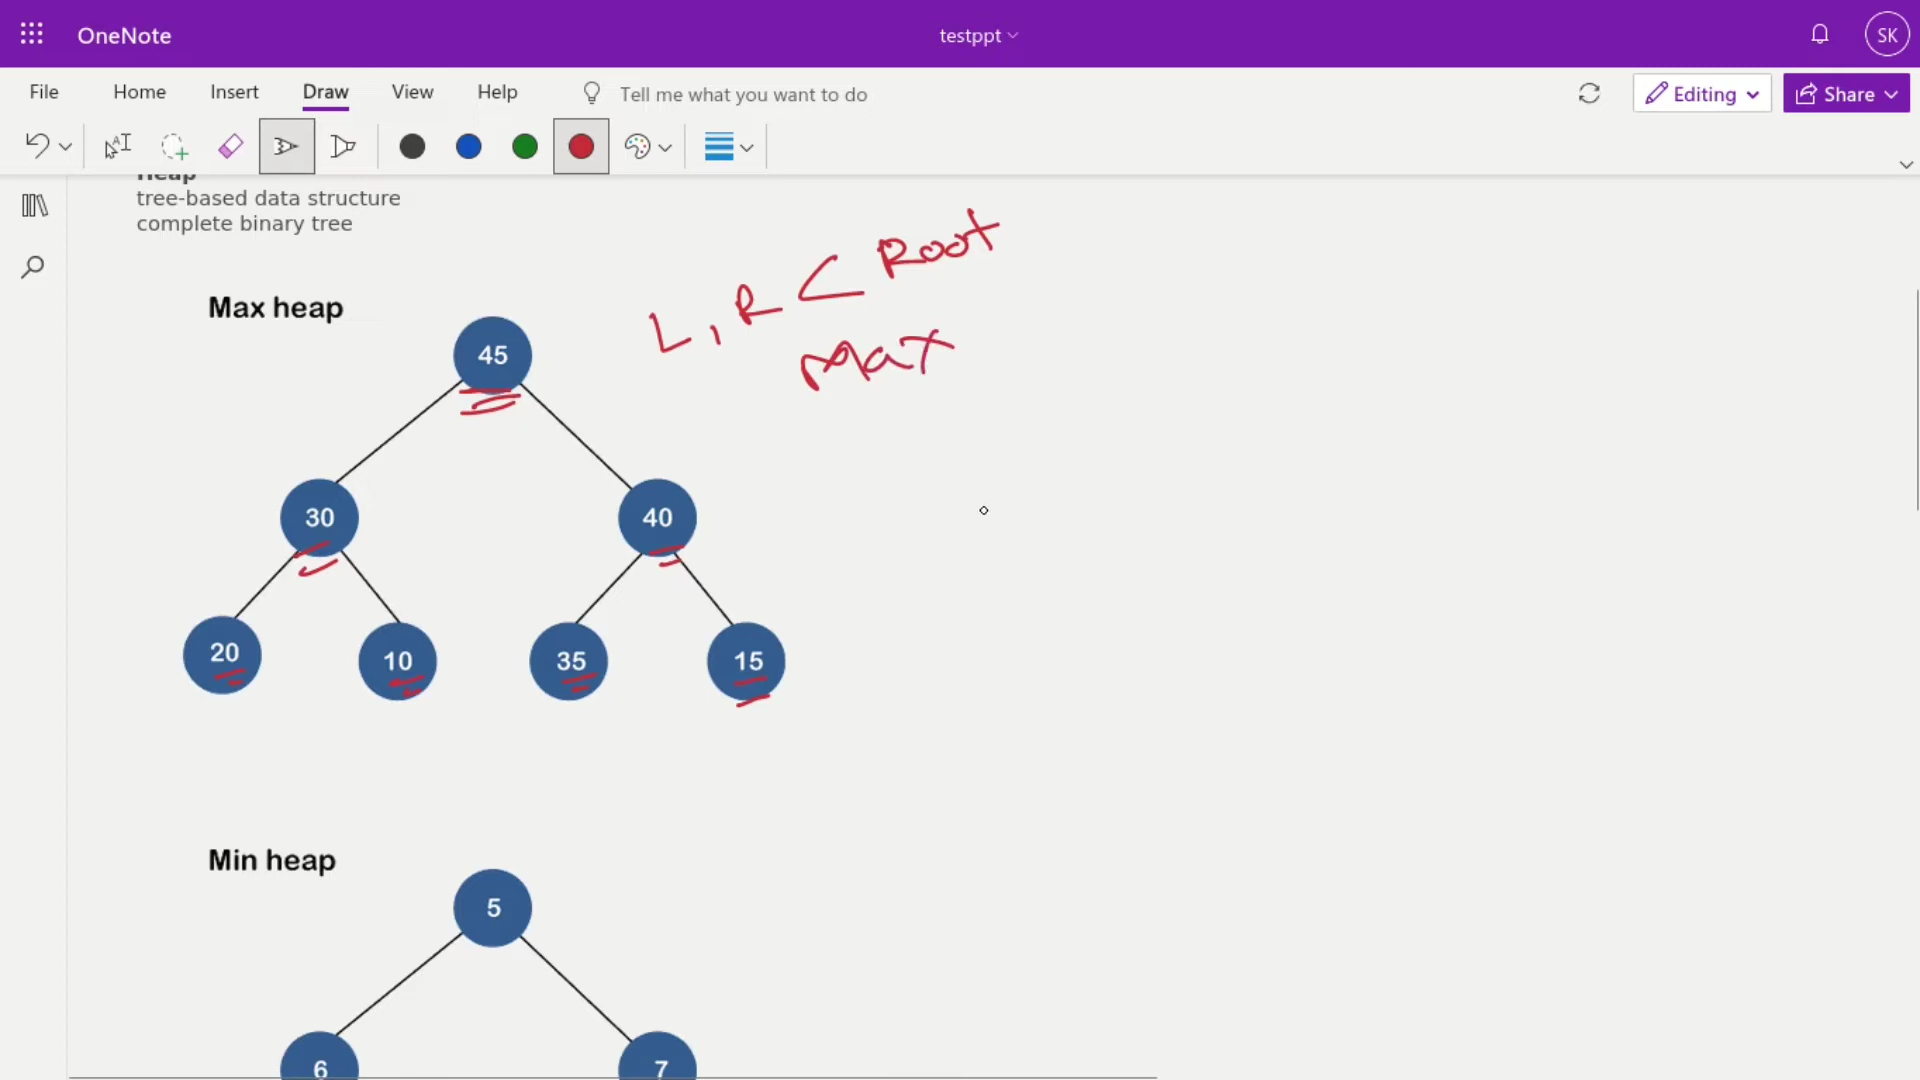 OneNote
testppt
SK
File Home Insert Draw View Help Tell me what you want to do Editing Share
Heap
tree-based data structure
complete binary tree
L, R < Root
Max
Max heap
45
30 40
20 10 35 15
Min heap
5
6 7